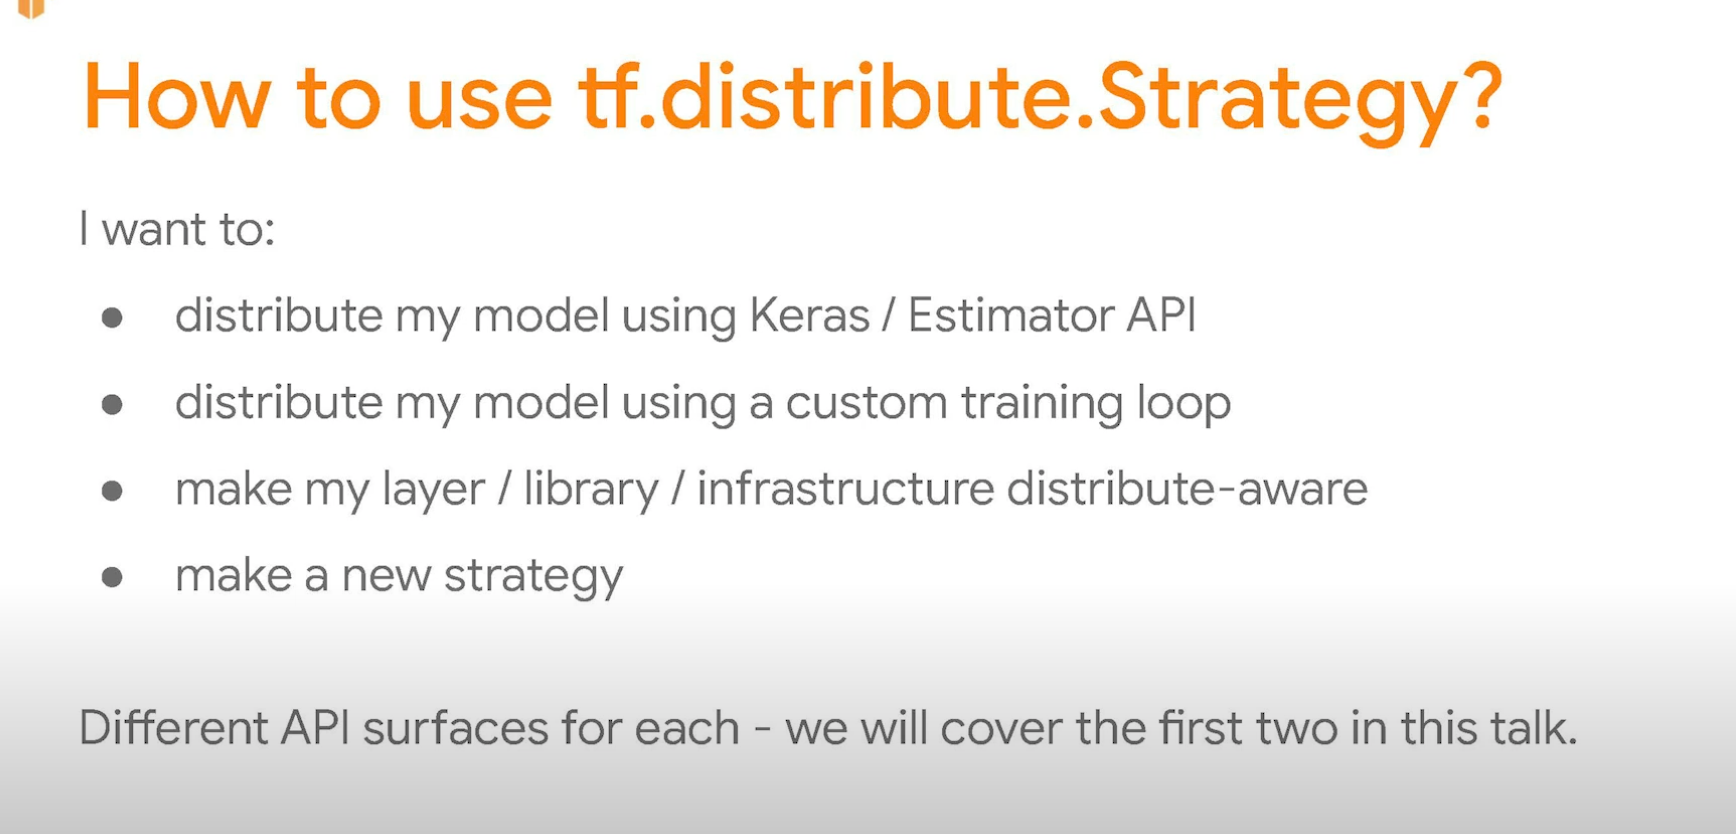 How to use tf.distribute.Strategy?
I want to:
● distribute my model using Keras / Estimator API
● distribute my model using a custom training loop
● make my layer / library / infrastructure distribute-aware
● make a new strategy
Different API surfaces for each - we will cover the first two in this talk.